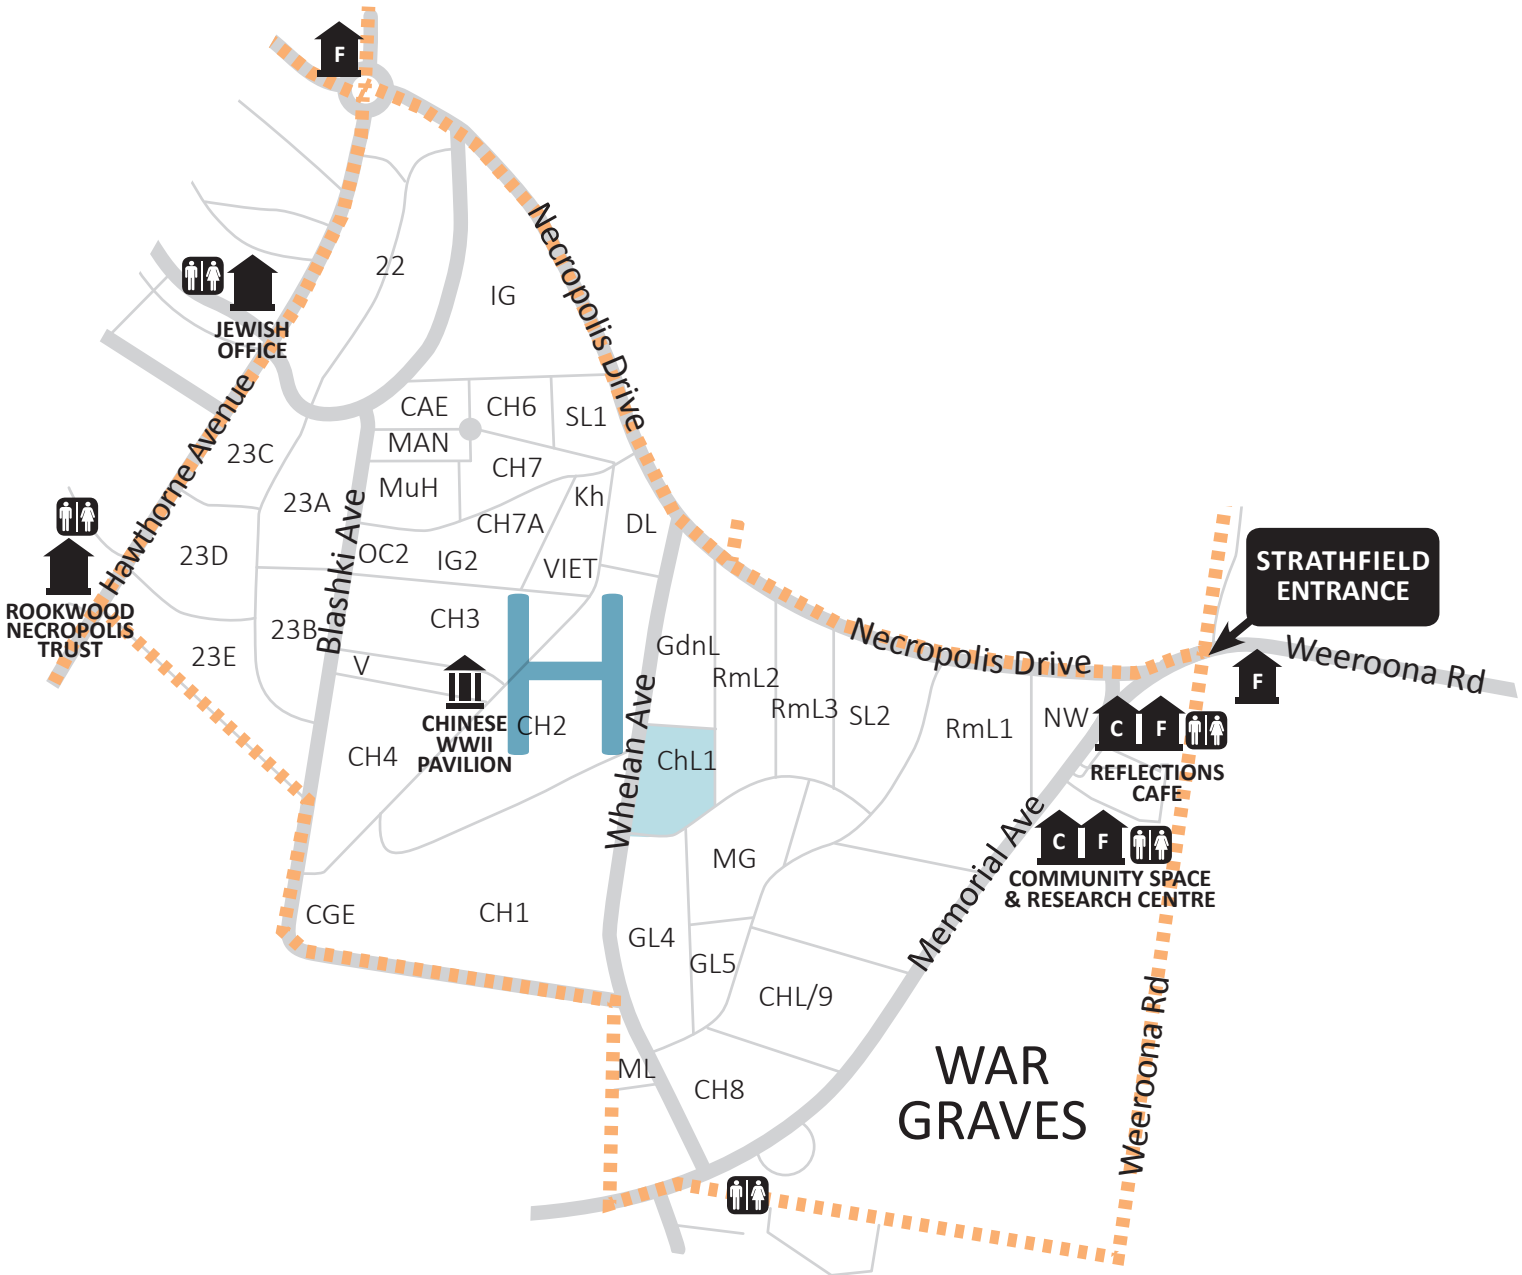 F
22
IG
Necropolis Drive
JEWISH
OFFICE
Hawthorne Avenue
CAE
CH6
SL1
MAN
23C
CH7
MuH
23A
Kh
CH7A
DL
Blashki Ave
OC2
IG2
VIET
23D
ROOKWOOD
NECROPOLIS
TRUST
23B
CH3
23E
V
H
CH2
CHINESE
WWII
PAVILION
CH4
GdnL
RmL2
RmL3
SL2
RmL1
NW
Necropolis Drive
STRATHFIELD
ENTRANCE
Weeroona Rd
F
C
F
REFLECTIONS
CAFE
ChL1
Whelan Ave
MG
Memorial Ave
C
F
COMMUNITY SPACE
& RESEARCH CENTRE
CGE
CH1
GL4
GL5
CHL/9
ML
CH8
WAR
GRAVES
Weeroona Rd